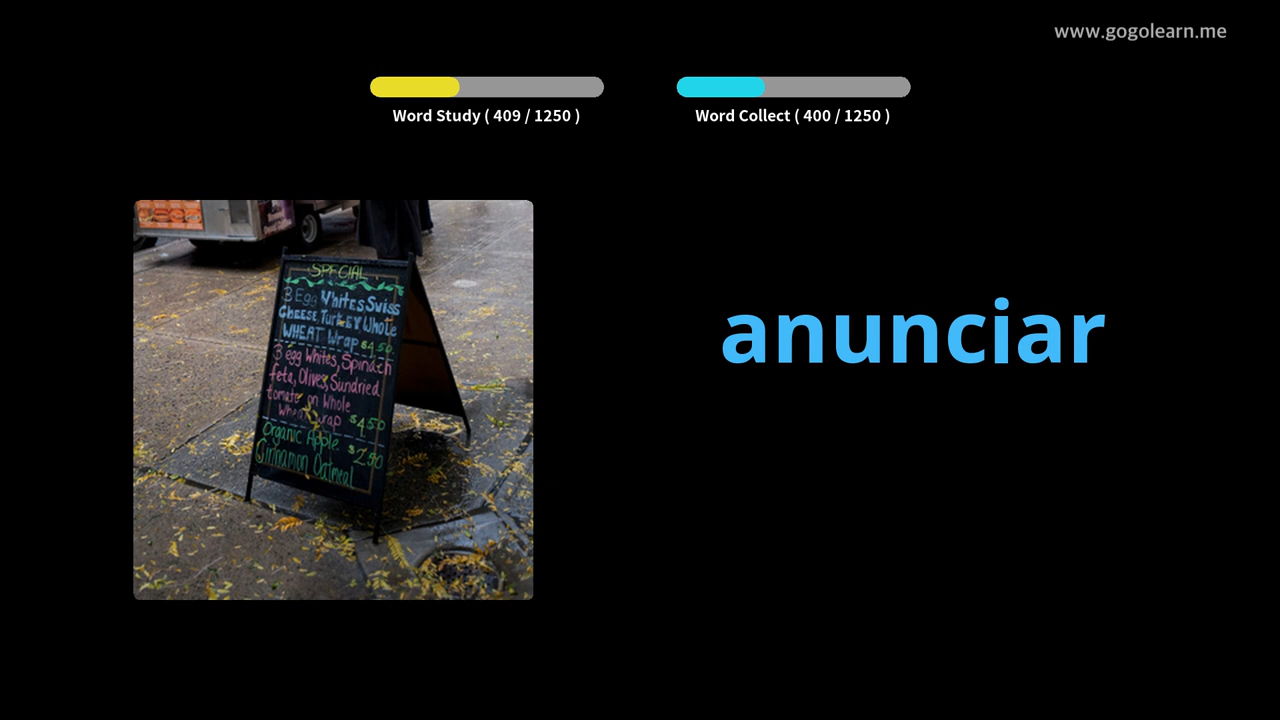 www.gogolearn.me
Word Study ( 409 / 1250 )
Word Collect ( 400 / 1250 )
SPECIAL
3 Egg Whites, Swiss
Cheese, Turkey Whole
WHEAT Wrap $4.50
3 egg Whites, Spinach
feta, Olives, Sundried
tomato on Whole
Wheat Wrap $4.50
Organic Apple
Cinnamon Oatmeal $2.50
anunciar